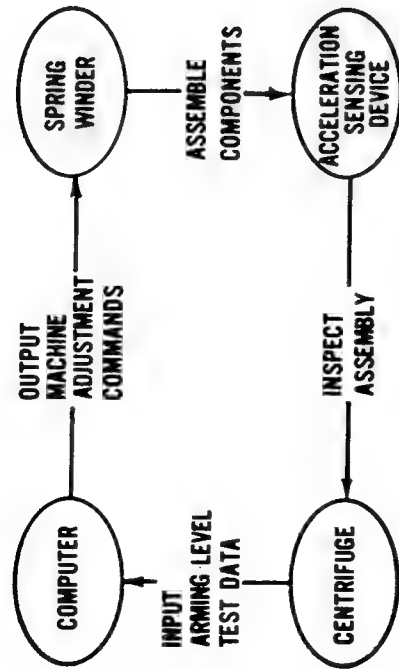 COMPUTER
OUTPUT
MACHINE
ADJUSTMENT
COMMANDS
SPRING
WINDER
ASSEMBLE
COMPONENTS
ACCELERATION
SENSING
DEVICE
INSPECT
ASSEMBLY
CENTRIFUGE
INPUT
ARMING-LEVEL
TEST DATA